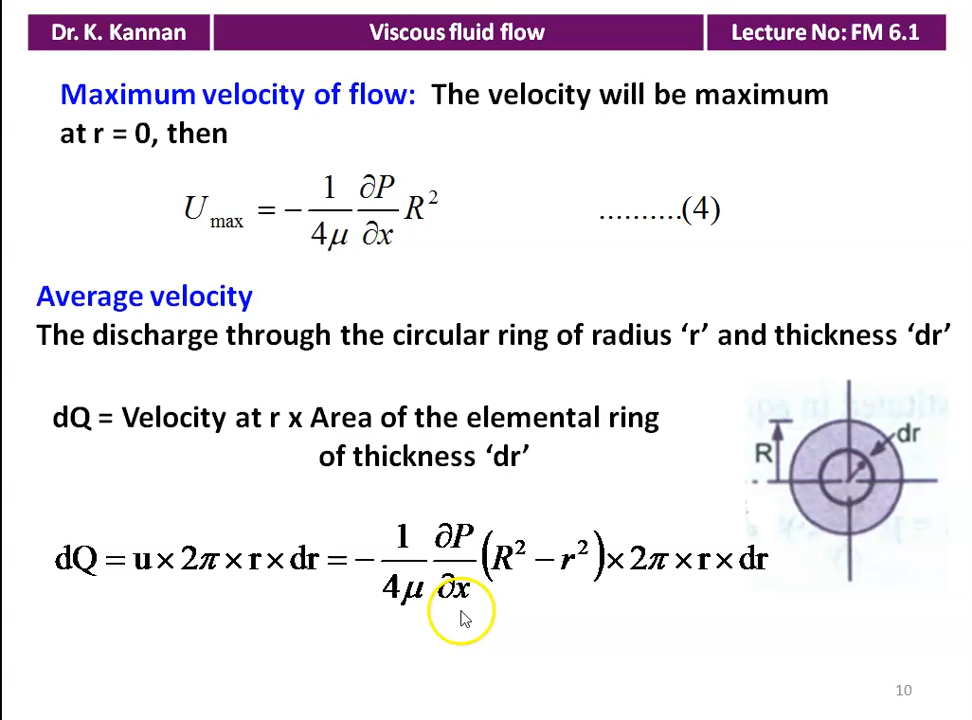 Dr. K. Kannan
Viscous fluid flow
Lecture No: FM 6.1
Maximum velocity of flow: The velocity will be maximum
at r = 0, then
U_max = − 1/4μ ∂P/∂x R² ..........(4)
Average velocity
The discharge through the circular ring of radius ‘r’ and thickness ‘dr’
dQ = Velocity at r x Area of the elemental ring
of thickness ‘dr’
R
dr
dQ = u × 2π × r × dr = − 1/4μ ∂P/∂x (R² − r²) × 2π × r × dr
10